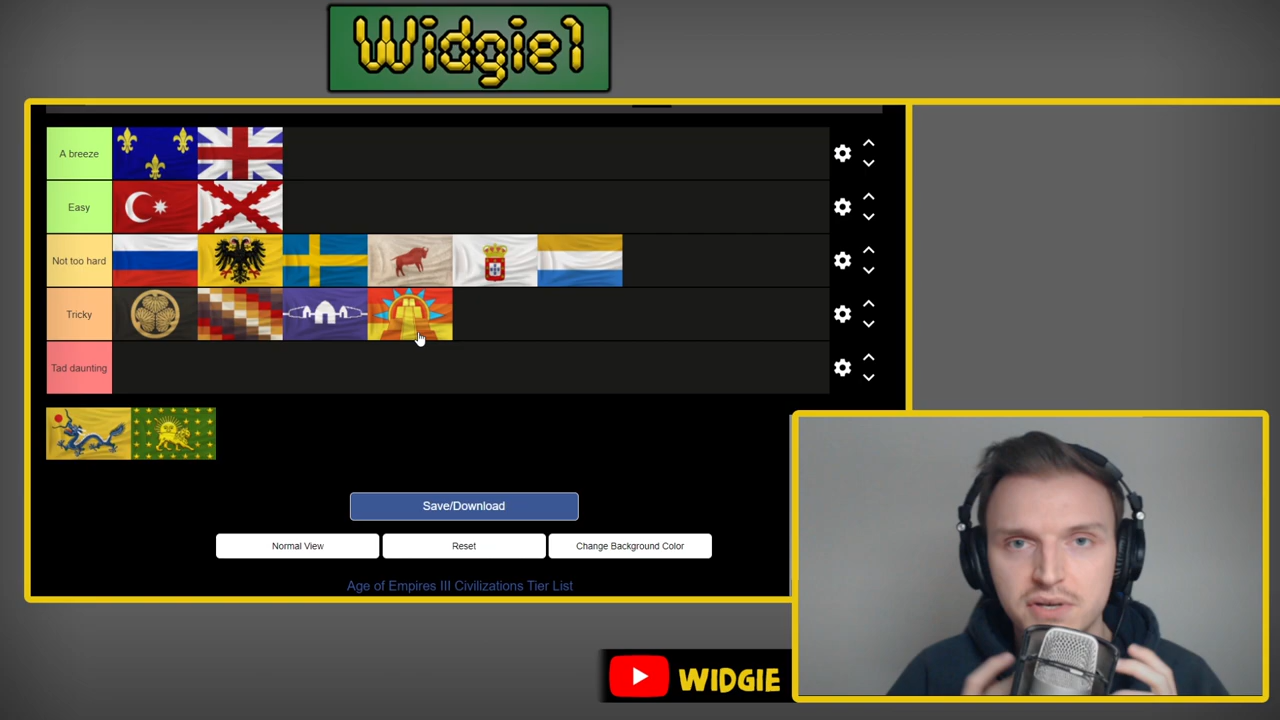 Widgie1
A breeze
Easy
Not too hard
Tricky
Tad daunting
Save/Download
Normal View
Reset
Change Background Color
Age of Empires III Civilizations Tier List
WIDGIE